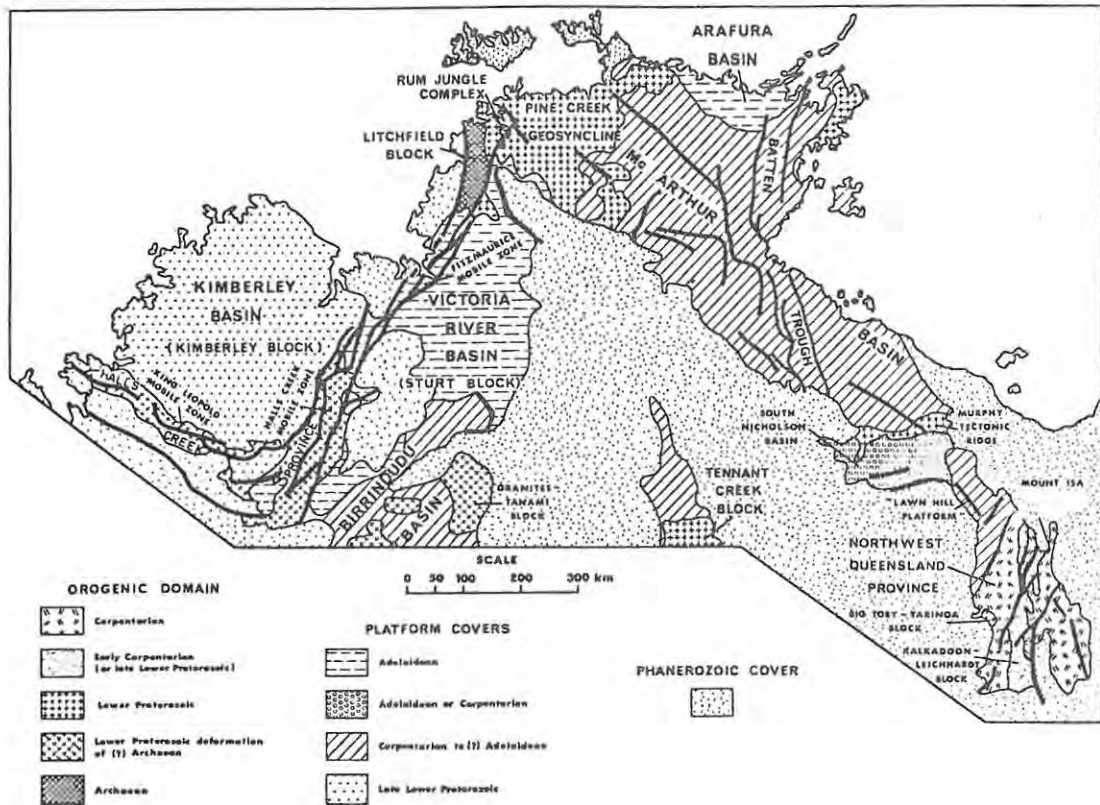 ARAFURA
BASIN
RUM JUNGLE
COMPLEX
PINE CREEK
GEOSYNCLINE
LITCHFIELD
BLOCK
Mc
ARTHUR
BATTEN
TROUGH
BASIN
FITZMAURICE
MOBILE ZONE
KIMBERLEY
BASIN
(KIMBERLEY BLOCK)
VICTORIA
RIVER
BASIN
(STURT BLOCK)
KING LEOPOLD
MOBILE ZONE
HALLS CREEK
MOBILE ZONE
HALLS
CREEK
PROVINCE
BIRRINDUDU
BASIN
GRANITES-
TANAMI
BLOCK
TENNANT
CREEK
BLOCK
SOUTH
NICHOLSON
BASIN
MURPHY
TECTONIC
RIDGE
MOUNT ISA
LAWN HILL
PLATFORM
NORTHWEST
QUEENSLAND
PROVINCE
BIG TOBY-YARINGA
BLOCK
KALKADOON-
LEICHHARDT
BLOCK
SCALE
0 50 100 200 300 km
OROGENIC DOMAIN
Carpentarian
Early Carpentarian
(or late Lower Proterozoic)
Lower Proterozoic
Lower Proterozoic deformation
of (?) Archaean
Archaean
PLATFORM COVERS
Adelaidean
Adelaidean or Carpentarian
Carpentarian to (?) Adelaidean
Late Lower Proterozoic
PHANEROZOIC COVER